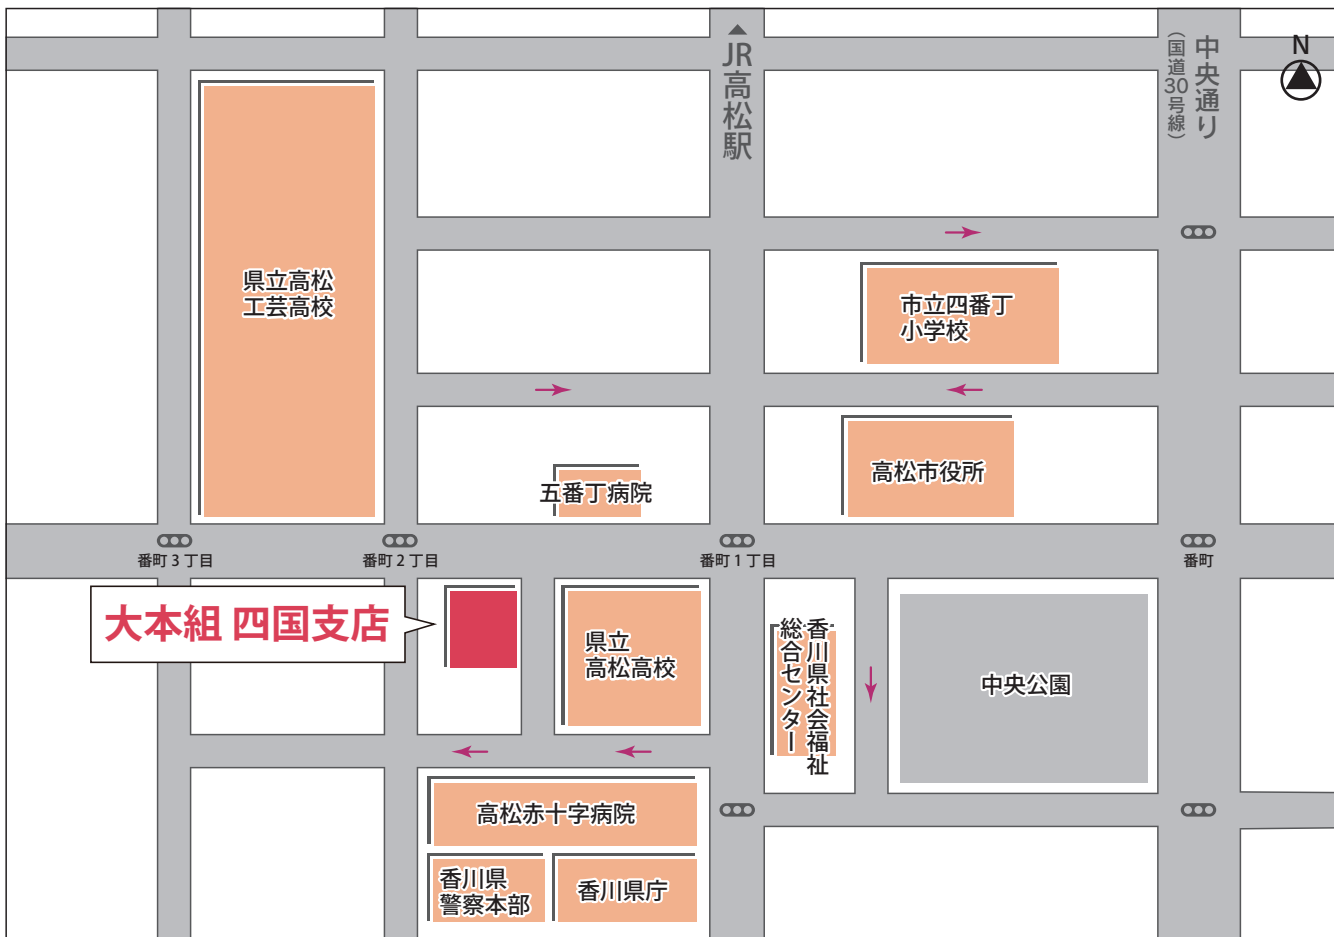 JR高松駅
中央通り
（国道30号線）
N
県立高松
工芸高校
市立四番丁
小学校
高松市役所
五番丁病院
番町3丁目
番町2丁目
番町1丁目
番町
大本組 四国支店
県立
高松高校
香川県社会福祉
総合センター
中央公園
高松赤十字病院
香川県
警察本部
香川県庁